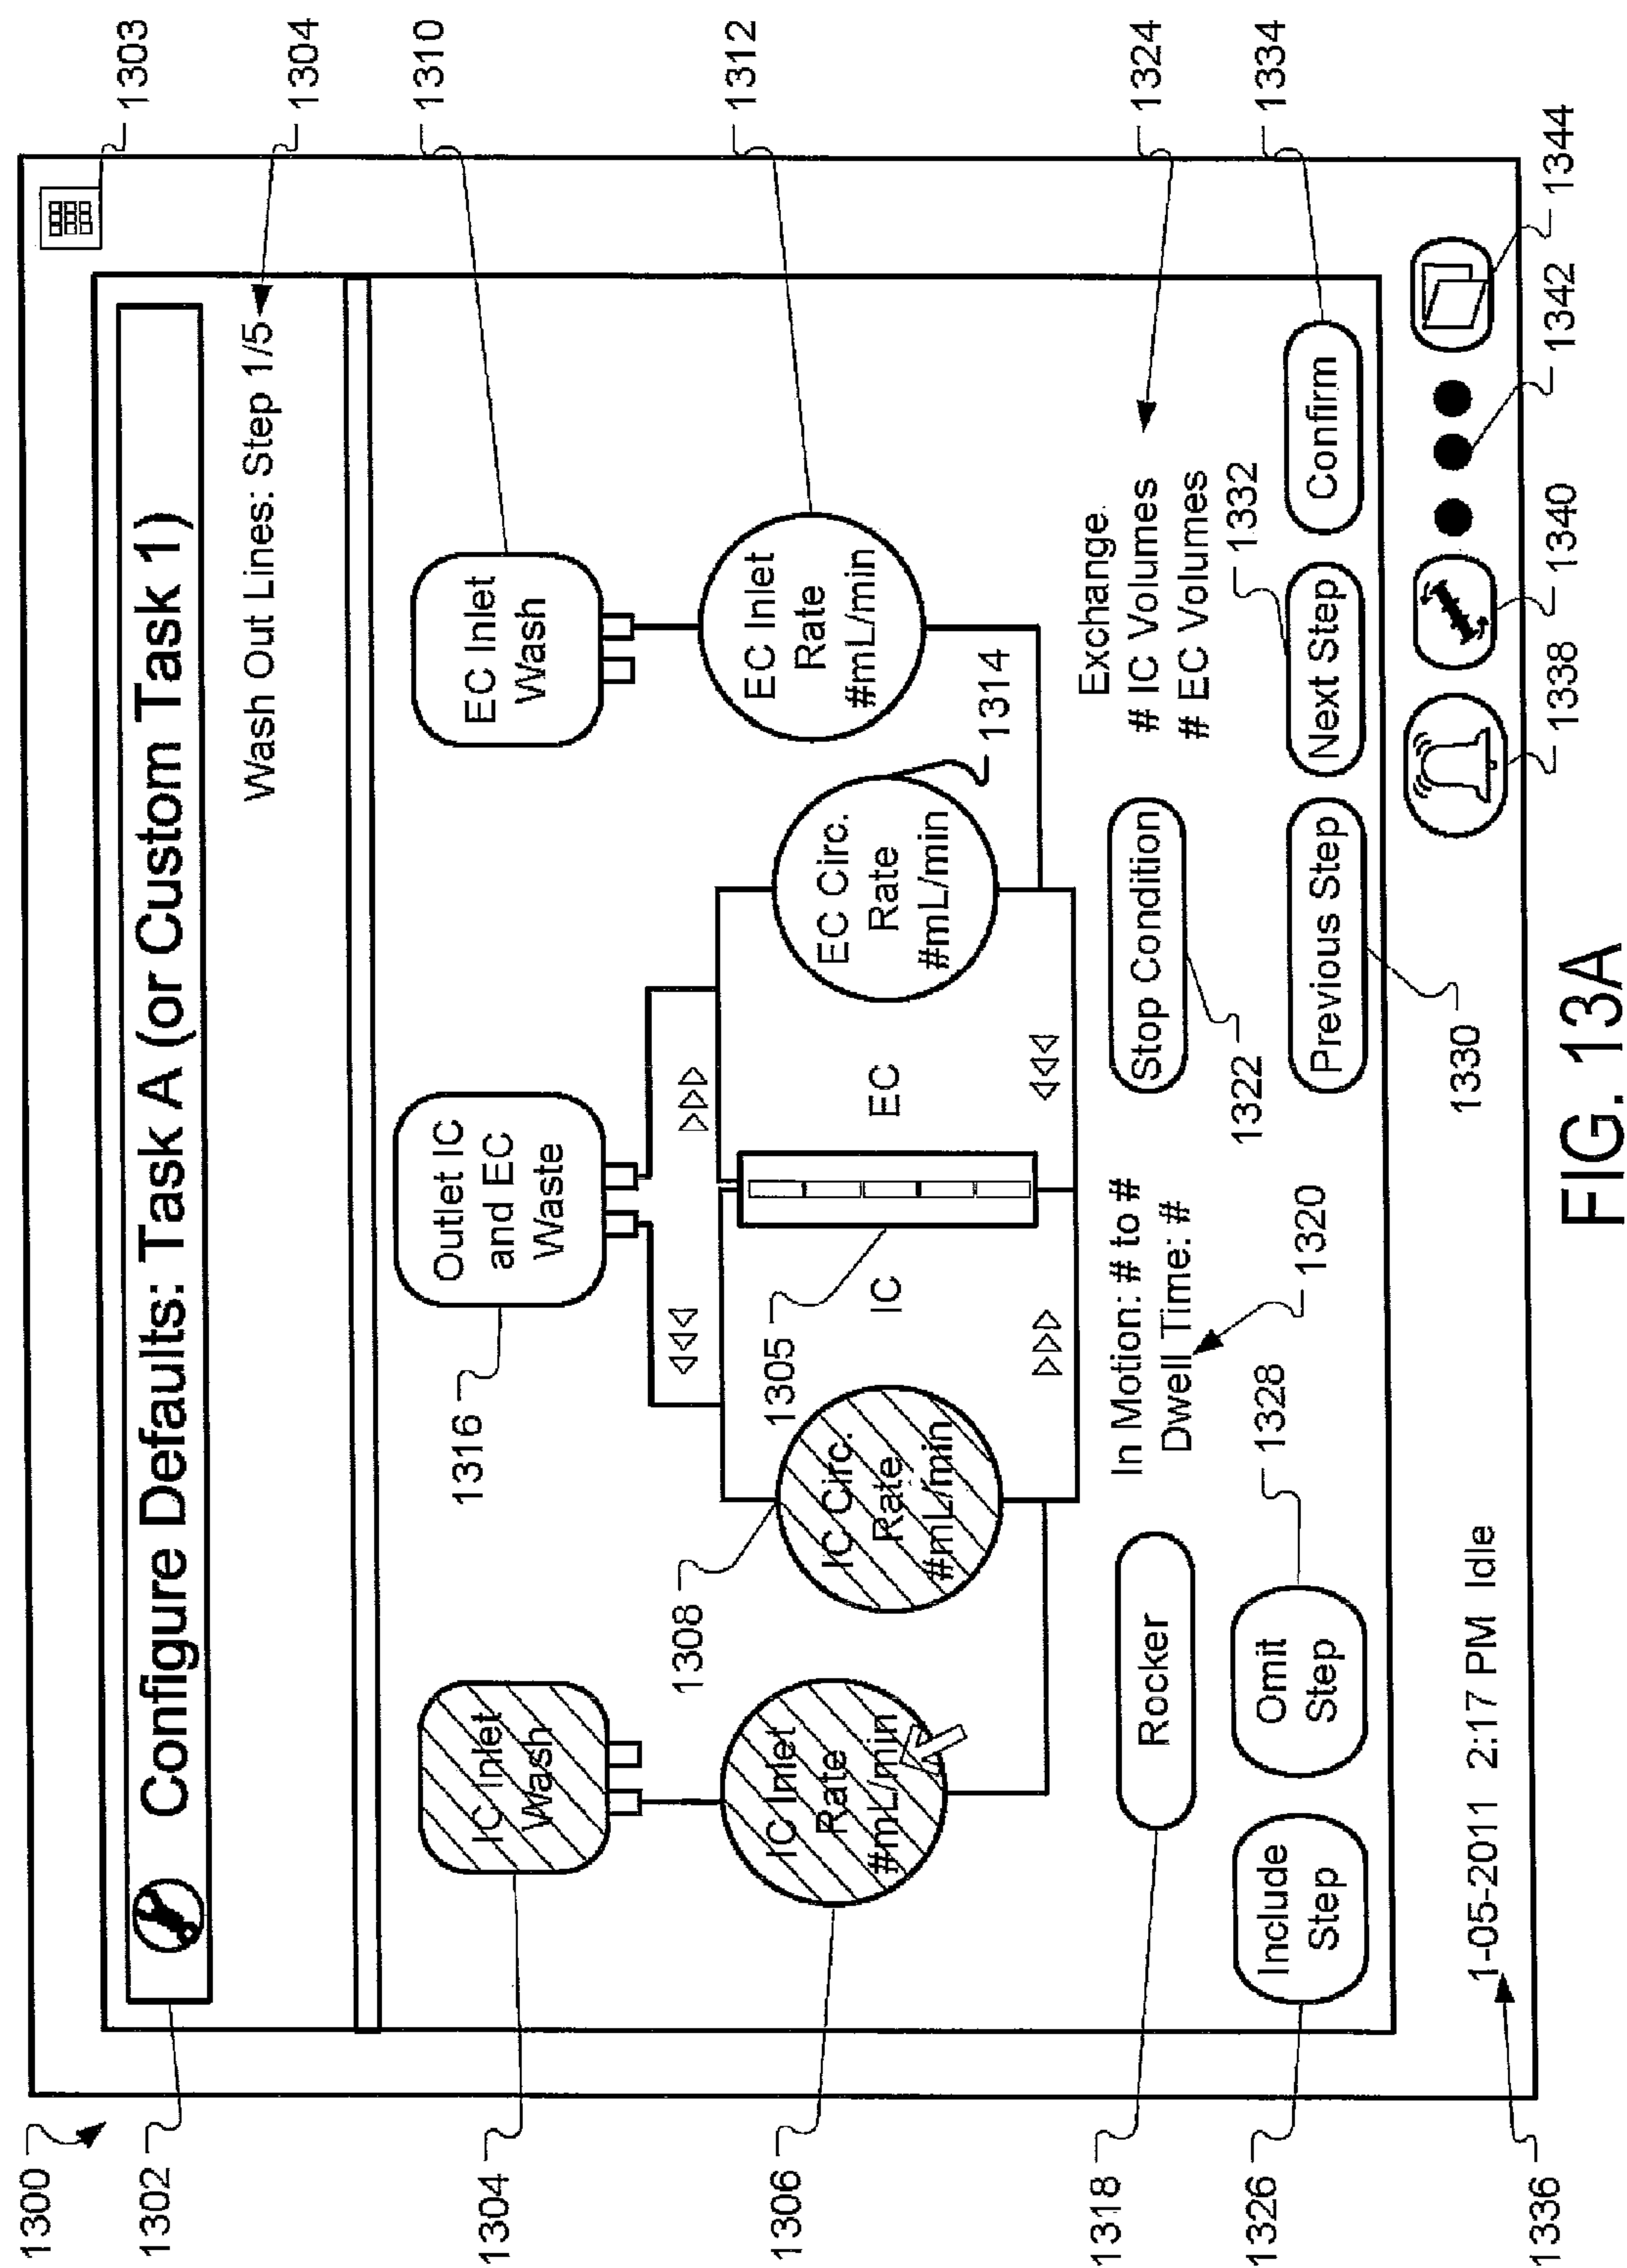 1300
1302
Configure Defaults: Task A (or Custom Task 1)
1303
Wash Out Lines: Step 1/5
1304
1304
IC Inlet
Wash
1316
Outlet IC
and EC
Waste
EC Inlet
Wash
1310
1306
IC Inlet
Rate
#mL/min
1308
IC Circ.
Rate
#mL/min
1305
IC
EC
EC Circ.
Rate
#mL/min
1314
EC Inlet
Rate
#mL/min
1312
1318
Rocker
In Motion: # to #
Dwell Time: #
1320
Stop Condition
1322
Exchange.
# IC Volumes
# EC Volumes
1324
1326
Include
Step
Omit
Step
1328
Previous Step
1330
Next Step
1332
Confirm
1334
1336
1-05-2011 2:17 PM Idle
1338
1340
1342
1344
FIG. 13A